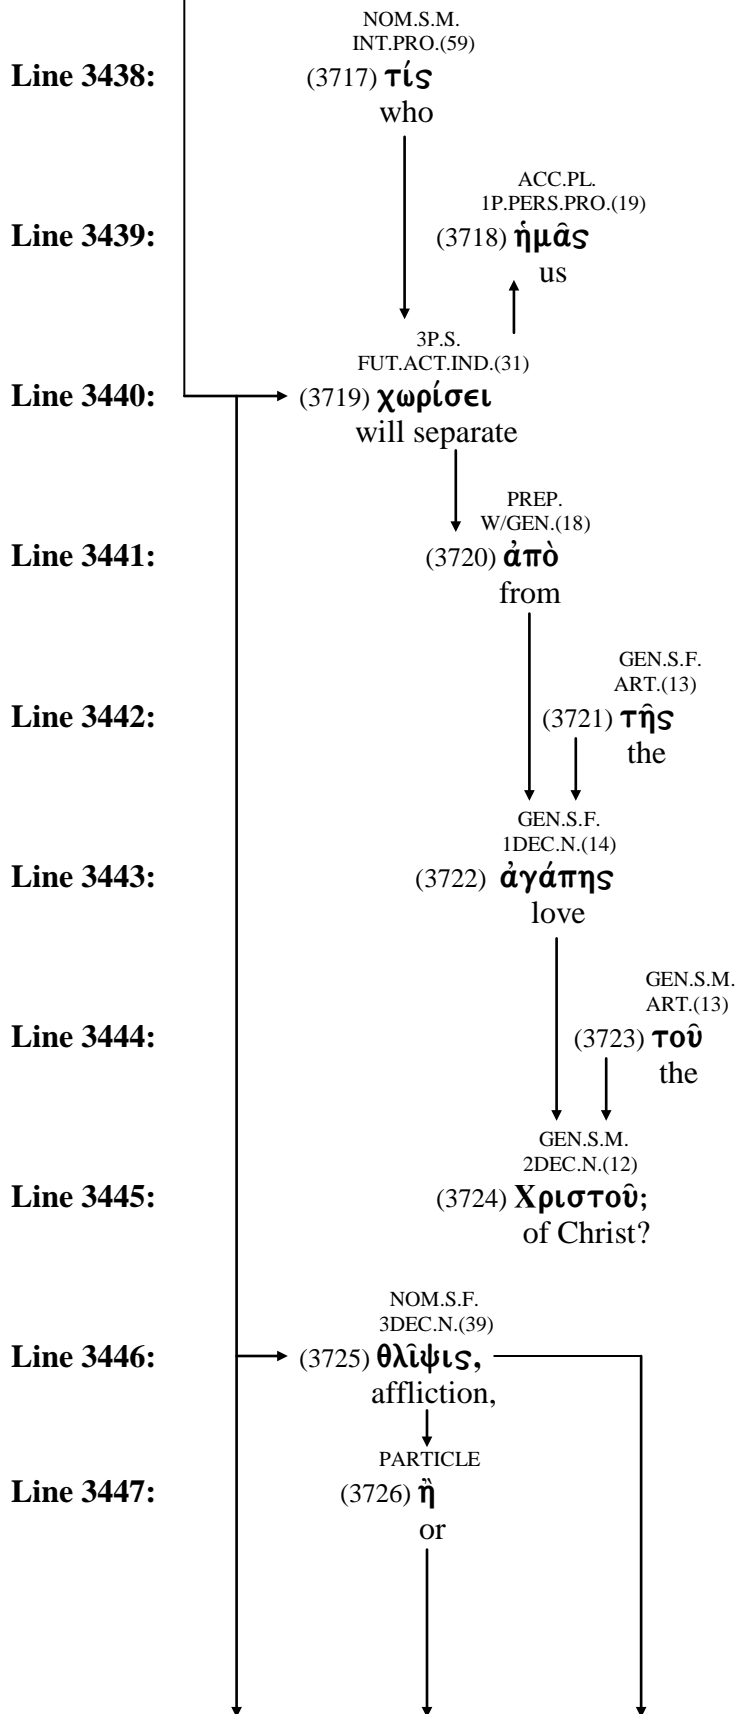 NOM.S.M.
INT.PRO.(59)
Line 3438: (3717) τίς
who
ACC.PL.
1P.PERS.PRO.(19)
Line 3439: (3718) ἡμᾶς
us
3P.S.
FUT.ACT.IND.(31)
Line 3440: (3719) χωρίσει
will separate
PREP.
W/GEN.(18)
Line 3441: (3720) ἀπὸ
from
GEN.S.F.
ART.(13)
Line 3442: (3721) τῆς
the
GEN.S.F.
1DEC.N.(14)
Line 3443: (3722) ἀγάπης
love
GEN.S.M.
ART.(13)
Line 3444: (3723) τοῦ
the
GEN.S.M.
2DEC.N.(12)
Line 3445: (3724) Χριστοῦ;
of Christ?
NOM.S.F.
3DEC.N.(39)
Line 3446: (3725) θλῖψις,
affliction,
PARTICLE
Line 3447: (3726) ἢ
or